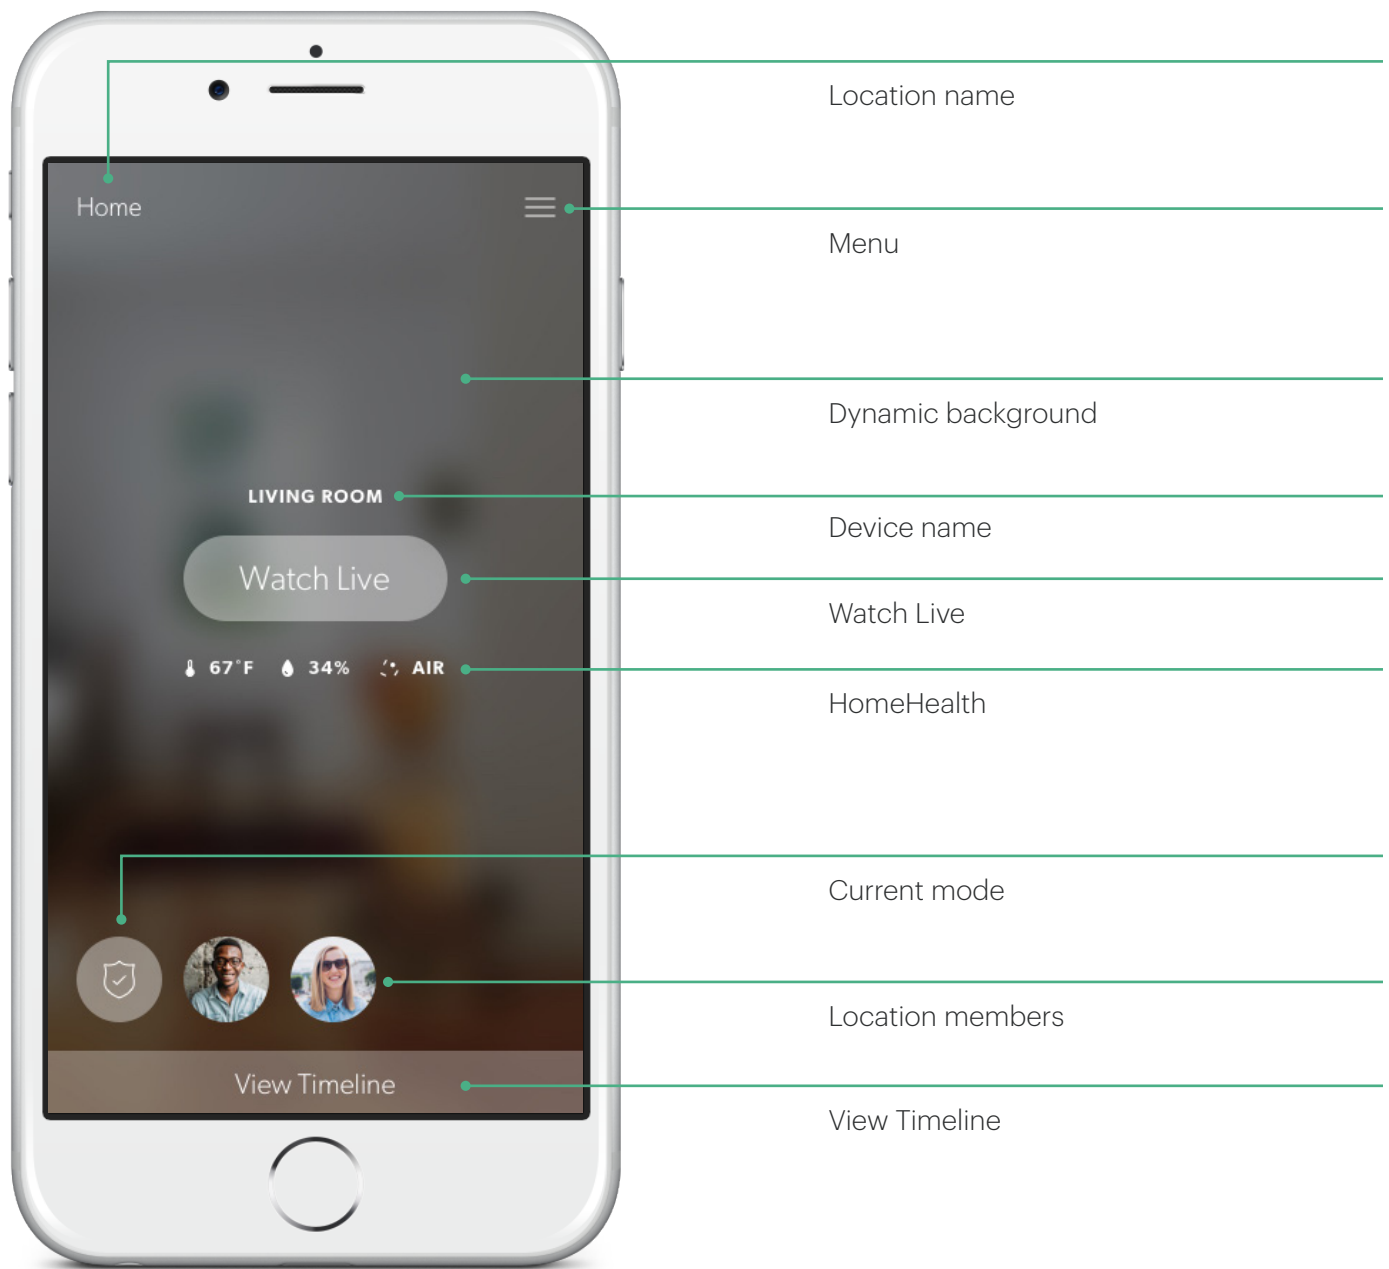 Location name
Home
Menu
Dynamic background
LIVING ROOM
Device name
Watch Live
Watch Live
67°F 34% AIR
HomeHealth
Current mode
Location members
View Timeline
View Timeline